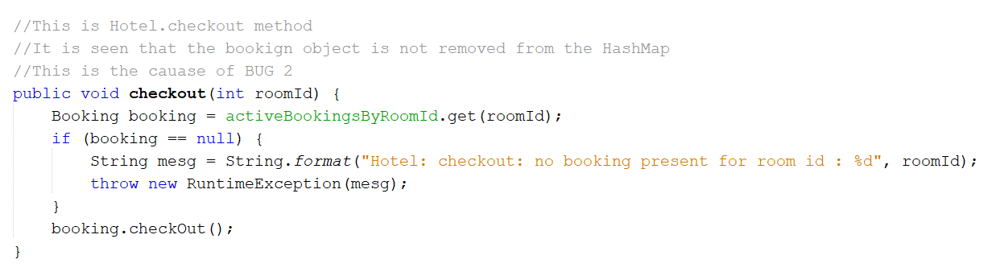 //This is Hotel.checkout method
//It is seen that the bookign object is not removed from the HashMap
//This is the cauase of BUG 2
public void checkout(int roomId) {
    Booking booking = activeBookingsByRoomId.get(roomId);
    if (booking == null) {
        String mesg = String.format("Hotel: checkout: no booking present for room id : %d", roomId);
        throw new RuntimeException(mesg);
    }
    booking.checkOut();
}